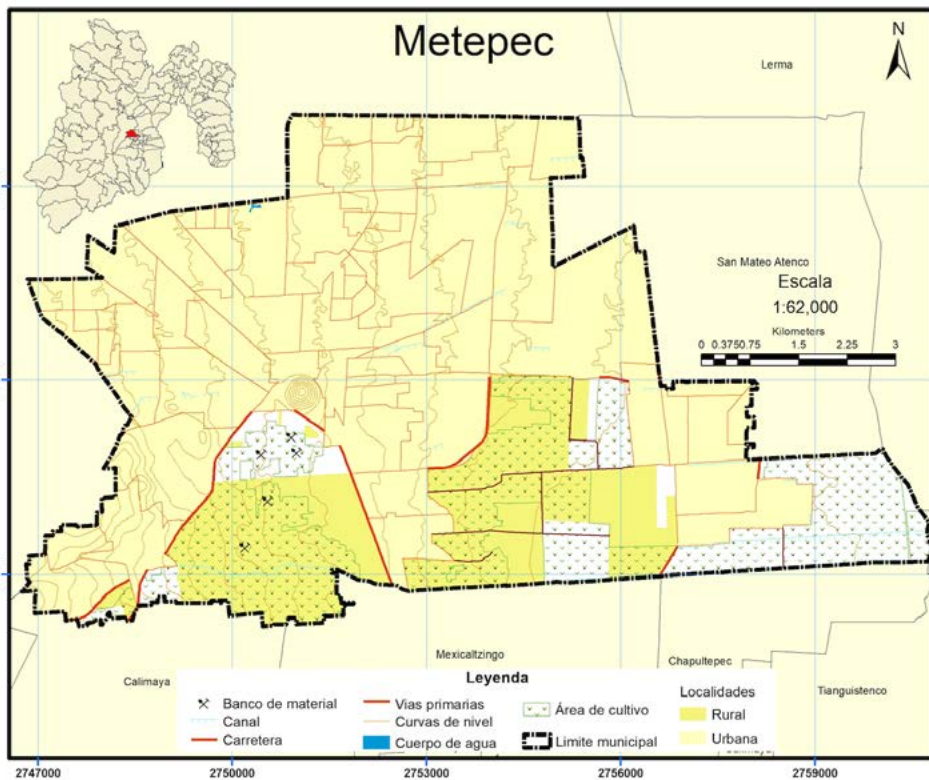 Metepec
N
Lerma
San Mateo Atenco
Escala
1:62,000
Kilometers
0 0.375 0.75 1.5 2.25 3
Mexicaltzingo
Chapultepec
Calimaya
Tianguistenco
Leyenda
Banco de material
Canal
Carretera
Vias primarias
Curvas de nivel
Cuerpo de agua
Área de cultivo
Limite municipal
Localidades
Rural
Urbana
2747000 2750000 2753000 2756000 2759000